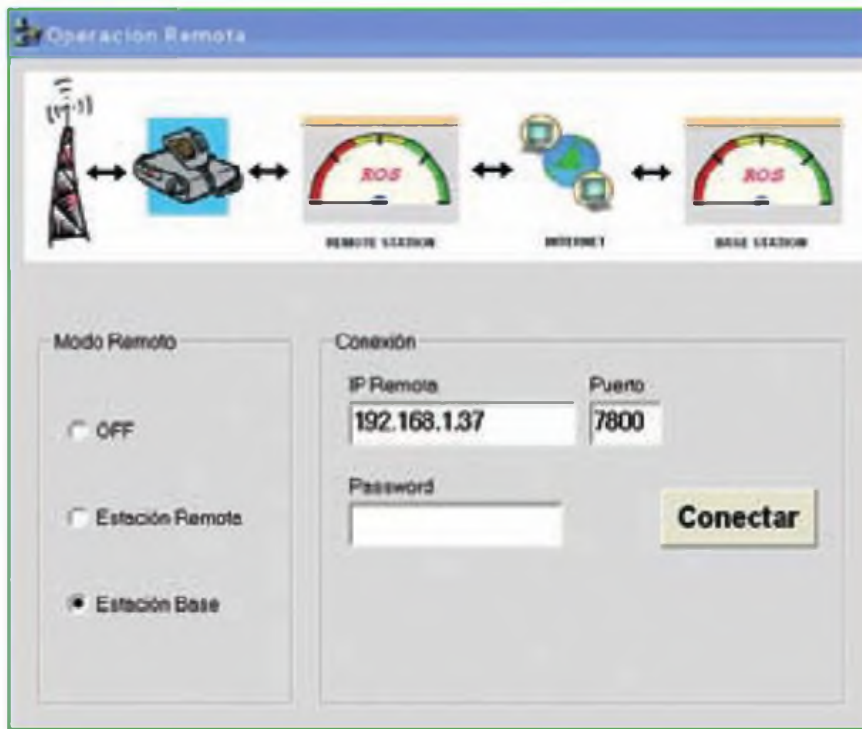 Operación Remota
ROS
ROS
REMOTE STATION
INTERNET
BASE STATION
Modo Remoto
OFF
Estación Remota
Estación Base
Conexión
IP Remota
Puerto
192.168.1.37
7800
Password
Conectar